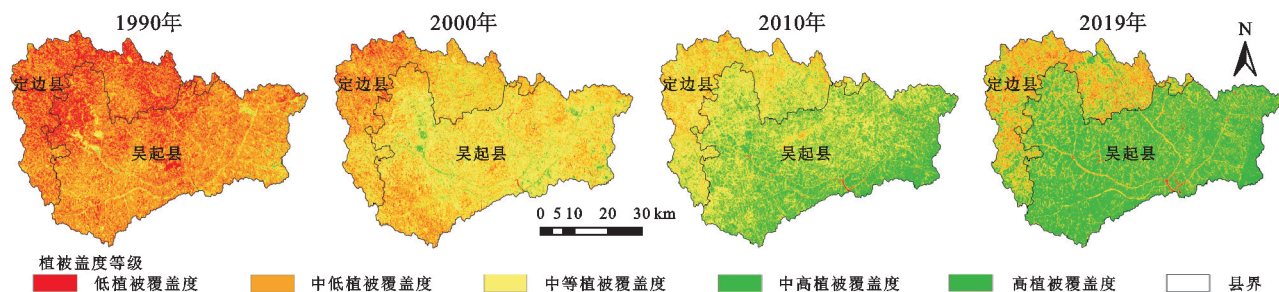 1990年
2000年
2010年
2019年
N
定边县
吴起县
定边县
吴起县
定边县
吴起县
定边县
吴起县
0 5 10 20 30 km
植被盖度等级
低植被覆盖度
中低植被覆盖度
中等植被覆盖度
中高植被覆盖度
高植被覆盖度
县界